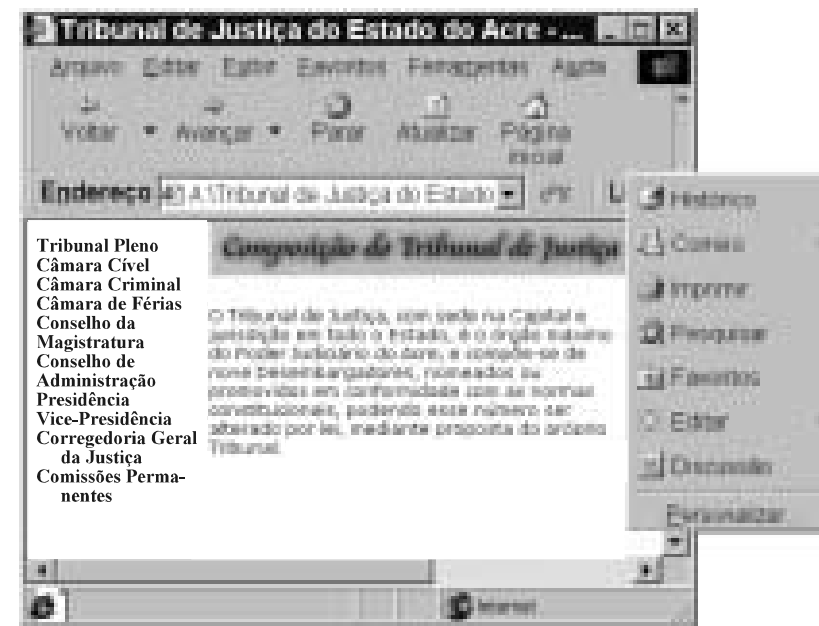 Tribunal de Justiça do Estado do Acre - ...
Arquivo Editar Exibir Favoritos Ferramentas Ajuda
Voltar Avançar Parar Atualizar Página inicial
Endereço A:\Tribunal de Justiça do Estado
Histórico
Correio
Imprimir
Pesquisar
Favoritos
Editar
Discussão
Personalizar
Tribunal Pleno
Câmara Cível
Câmara Criminal
Câmara de Férias
Conselho da
Magistratura
Conselho de
Administração
Presidência
Vice-Presidência
Corregedoria Geral
da Justiça
Comissões Perma-
nentes
Composição do Tribunal de Justiça
O Tribunal de Justiça, com sede na Capital e
jurisdição em todo o Estado, é o órgão máximo
do Poder Judiciário do Acre, e compõe-se de
nove Desembargadores, nomeados ou
promovidos em conformidade com as normas
constitucionais, podendo esse número ser
alterado por lei, mediante proposta do próprio
Tribunal.
Internet